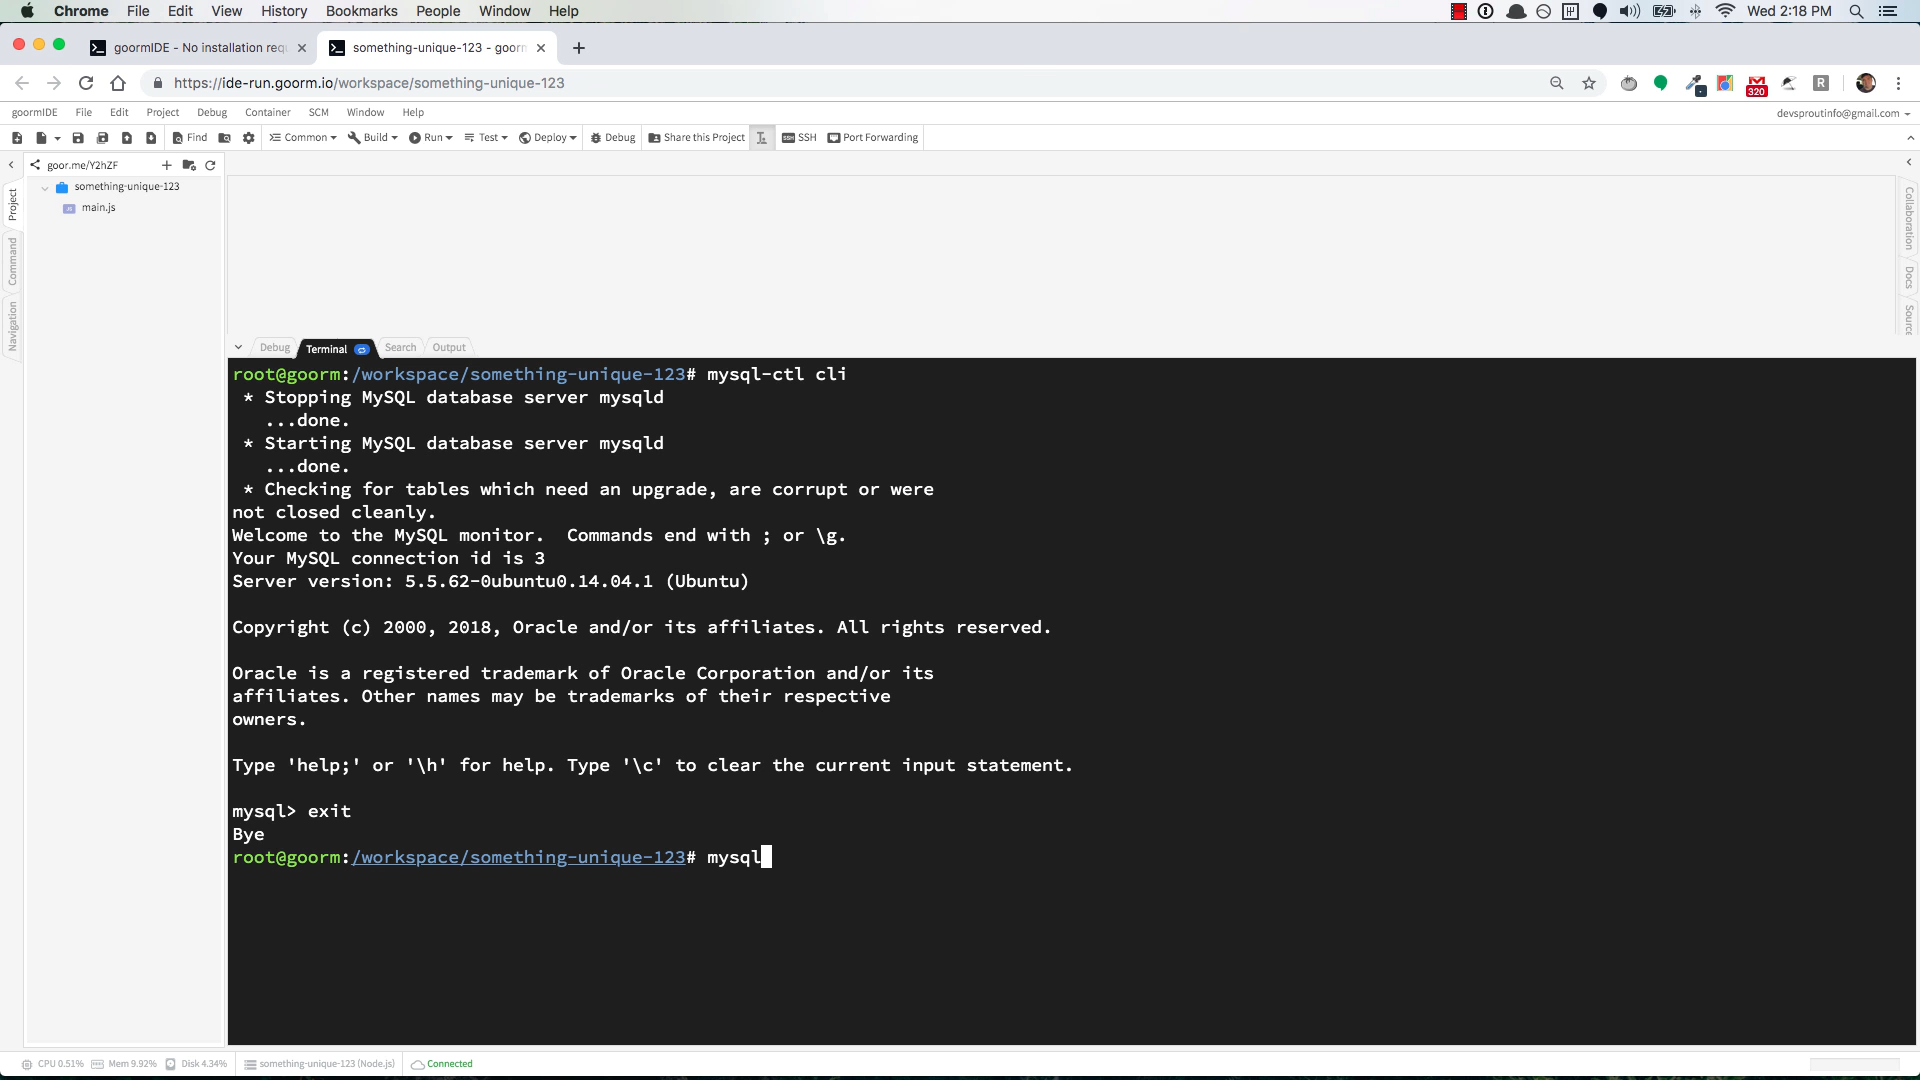 Chrome File Edit View History Bookmarks People Window Help Wed 2:18 PM
goormIDE - No installation requ something-unique-123 - goorm
https://ide-run.goorm.io/workspace/something-unique-123 320 R
goormIDE File Edit Project Debug Container SCM Window Help devsproutinfo@gmail.com
Find Common Build Run Test Deploy Debug Share this Project SSH SSH Port Forwarding
goor.me/Y2hZF
something-unique-123
JS main.js
Project
Command
Navigation
Collaboration
Docs
Source
Debug Terminal Search Output
root@goorm:/workspace/something-unique-123# mysql-ctl cli
* Stopping MySQL database server mysqld
...done.
* Starting MySQL database server mysqld
...done.
* Checking for tables which need an upgrade, are corrupt or were
not closed cleanly.
Welcome to the MySQL monitor.  Commands end with ; or \g.
Your MySQL connection id is 3
Server version: 5.5.62-0ubuntu0.14.04.1 (Ubuntu)
Copyright (c) 2000, 2018, Oracle and/or its affiliates. All rights reserved.
Oracle is a registered trademark of Oracle Corporation and/or its
affiliates. Other names may be trademarks of their respective
owners.
Type 'help;' or '\h' for help. Type '\c' to clear the current input statement.
mysql> exit
Bye
root@goorm:/workspace/something-unique-123# mysql
CPU 0.51% Mem 9.92% Disk 4.34% something-unique-123 (Node.js) Connected